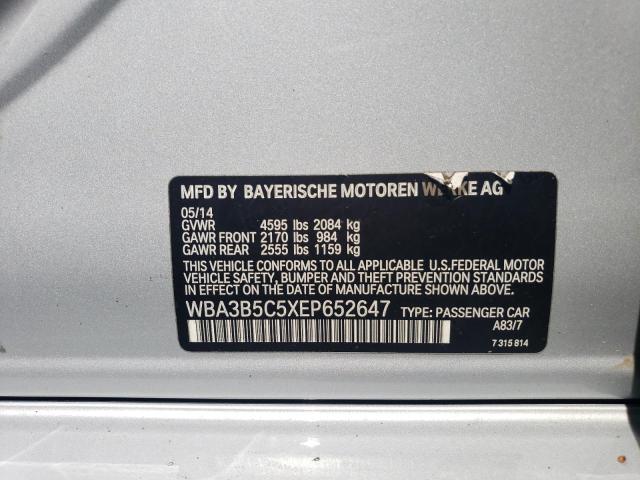 MFD BY BAYERISCHE MOTOREN WERKE AG
05/14
GVWR 4595 lbs 2084 kg
GAWR FRONT 2170 lbs 984 kg
GAWR REAR 2555 lbs 1159 kg
THIS VEHICLE CONFORMS TO ALL APPLICABLE U.S.FEDERAL MOTOR
VEHICLE SAFETY, BUMPER AND THEFT PREVENTION STANDARDS
IN EFFECT ON THE DATE OF MANUFACTURE SHOWN ABOVE.
WBA3B5C5XEP652647 TYPE: PASSENGER CAR
A83/7
7 315 814